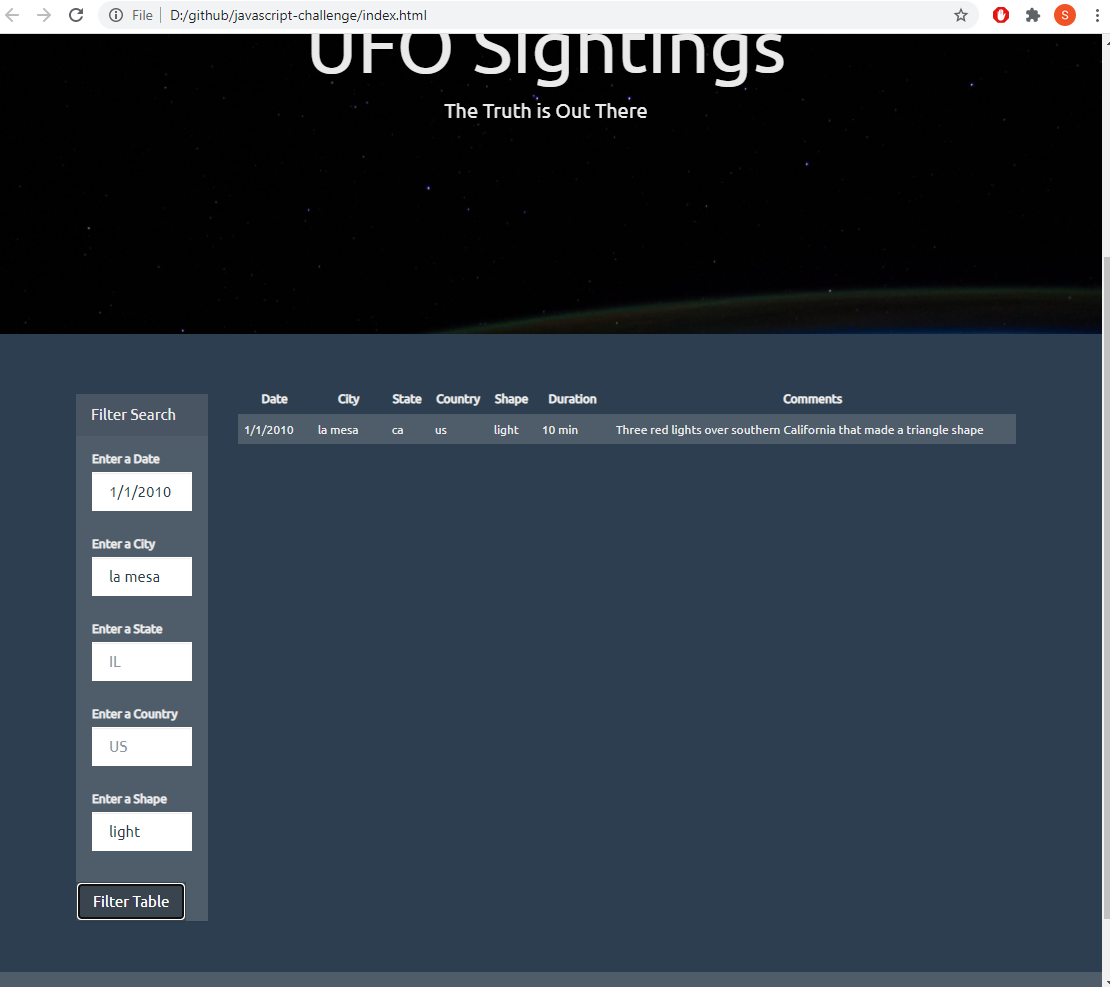 File D:/github/javascript-challenge/index.html S
UFO Sightings
The Truth is Out There
Filter Search
Enter a Date
1/1/2010
Enter a City
la mesa
Enter a State
IL
Enter a Country
US
Enter a Shape
light
Filter Table
Date City State Country Shape Duration Comments
1/1/2010 la mesa ca us light 10 min Three red lights over southern California that made a triangle shape